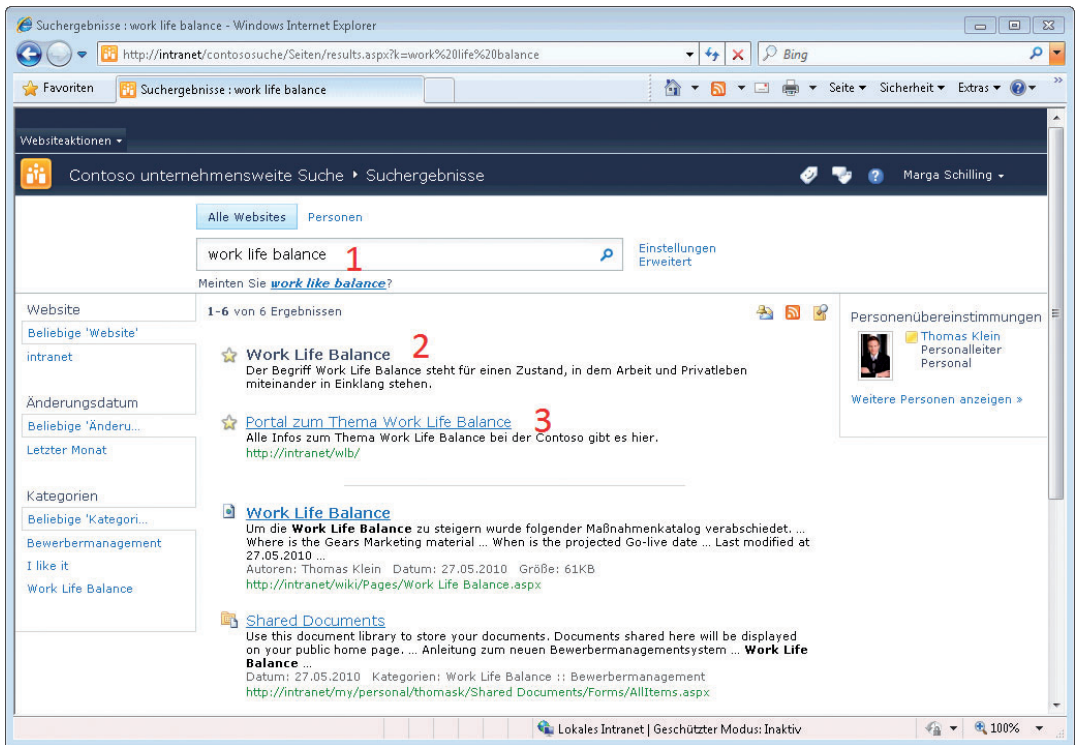 Suchergebnisse : work life balance - Windows Internet Explorer
http://intranet/contososuche/Seiten/results.aspx?k=work%20life%20balance
Bing
Favoriten
Suchergebnisse : work life balance
Seite
Sicherheit
Extras
Websiteaktionen
Contoso unternehmensweite Suche
Suchergebnisse
Marga Schilling
Alle Websites
Personen
work life balance
1
Einstellungen
Erweitert
Meinten Sie work like balance?
Website
Beliebige 'Website'
intranet
Änderungsdatum
Beliebige 'Änderu...
Letzter Monat
Kategorien
Beliebige 'Kategori...
Bewerbermanagement
I like it
Work Life Balance
1-6 von 6 Ergebnissen
Work Life Balance
2
Der Begriff Work Life Balance steht für einen Zustand, in dem Arbeit und Privatleben
miteinander in Einklang stehen.
Portal zum Thema Work Life Balance
3
Alle Infos zum Thema Work Life Balance bei der Contoso gibt es hier.
http://intranet/wlb/
Work Life Balance
Um die Work Life Balance zu steigern wurde folgender Maßnahmenkatalog verabschiedet. ...
Where is the Gears Marketing material ... When is the projected Go-live date ... Last modified at
27.05.2010 ...
Autoren: Thomas Klein Datum: 27.05.2010 Größe: 61KB
http://intranet/wiki/Pages/Work Life Balance.aspx
Shared Documents
Use this document library to store your documents. Documents shared here will be displayed
on your public home page. ... Anleitung zum neuen Bewerbermanagementsystem ... Work Life
Balance ...
Datum: 27.05.2010 Kategorien: Work Life Balance :: Bewerbermanagement
http://intranet/my/personal/thomask/Shared Documents/Forms/AllItems.aspx
Personenübereinstimmungen
Thomas Klein
Personalleiter
Personal
Weitere Personen anzeigen »
Lokales Intranet | Geschützter Modus: Inaktiv
100%